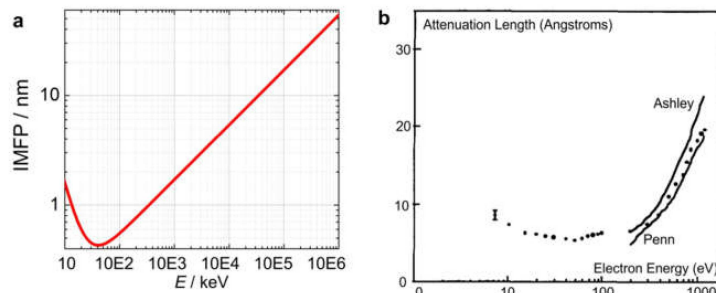 a
IMFP / nm
10
1
10 10E2 10E3 10E4 10E5 10E6
E / keV
b
Attenuation Length (Angstroms)
30
20
10
0
Ashley
Penn
Electron Energy (eV)
0 10 100 1000